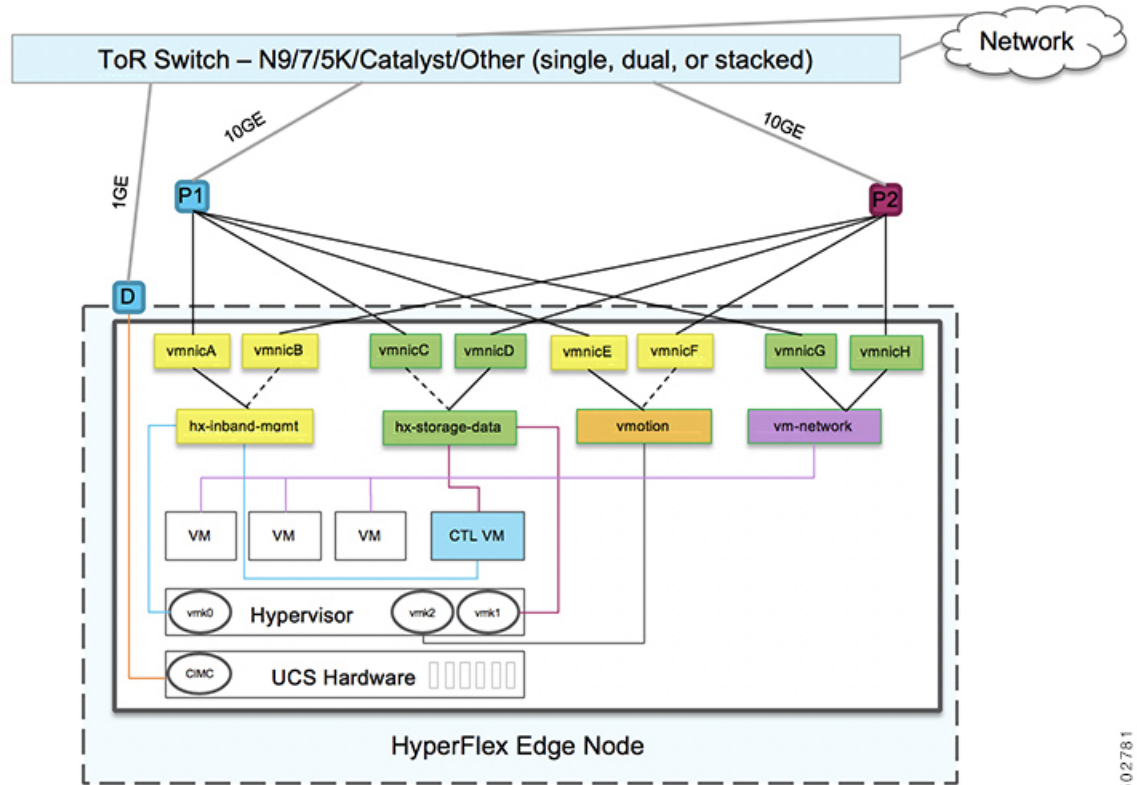 Network
ToR Switch – N9/7/5K/Catalyst/Other (single, dual, or stacked)
10GE
10GE
1GE
P1
P2
D
vmnicA
vmnicB
vmnicC
vmnicD
vmnicE
vmnicF
vmnicG
vmnicH
hx-inband-mgmt
hx-storage-data
vmotion
vm-network
VM
VM
VM
CTL VM
vmk0
Hypervisor
vmk2
vmk1
CIMC
UCS Hardware
HyperFlex Edge Node